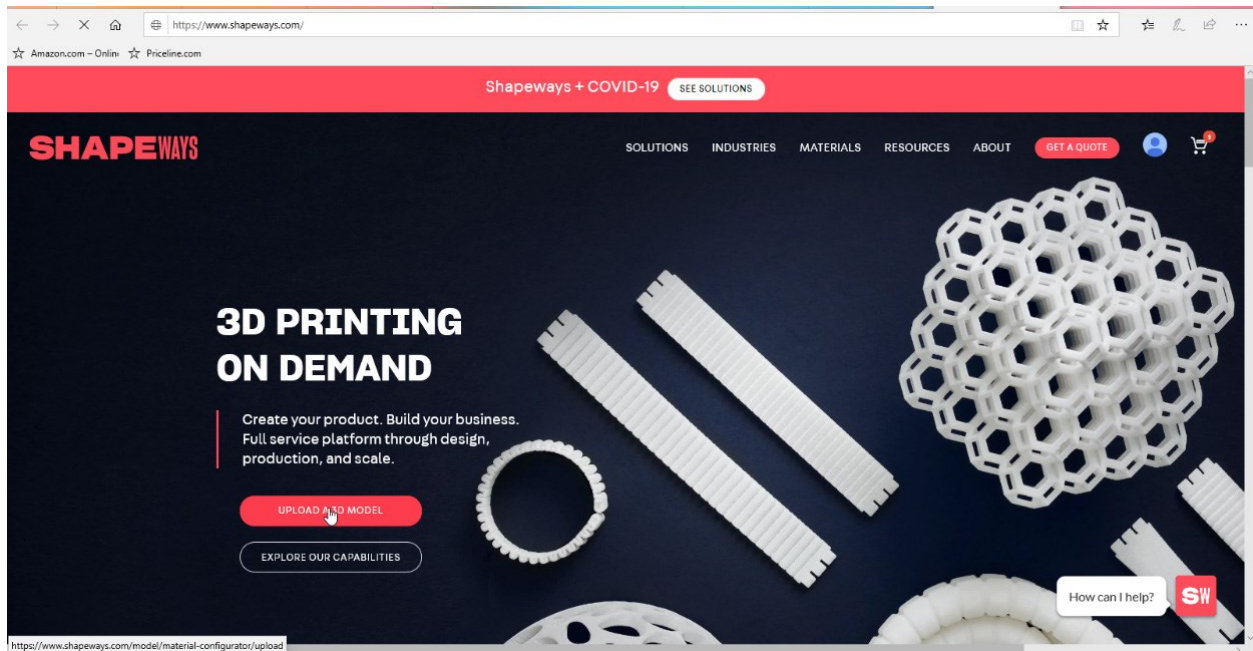 https://www.shapeways.com/
Amazon.com – Online
Priceline.com
Shapeways + COVID-19 SEE SOLUTIONS
SHAPEWAYS
SOLUTIONS INDUSTRIES MATERIALS RESOURCES ABOUT GET A QUOTE 1
3D PRINTING
ON DEMAND
Create your product. Build your business.
Full service platform through design,
production, and scale.
UPLOAD A 3D MODEL
EXPLORE OUR CAPABILITIES
How can I help? SW
https://www.shapeways.com/model/material-configurator/upload